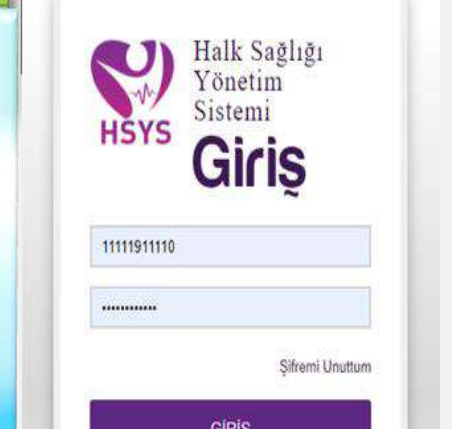 Halk Sağlığı
Yönetim
Sistemi
HSYS
Giriş
11111911110
••••••••••••
Şifremi Unuttum
GİRİŞ